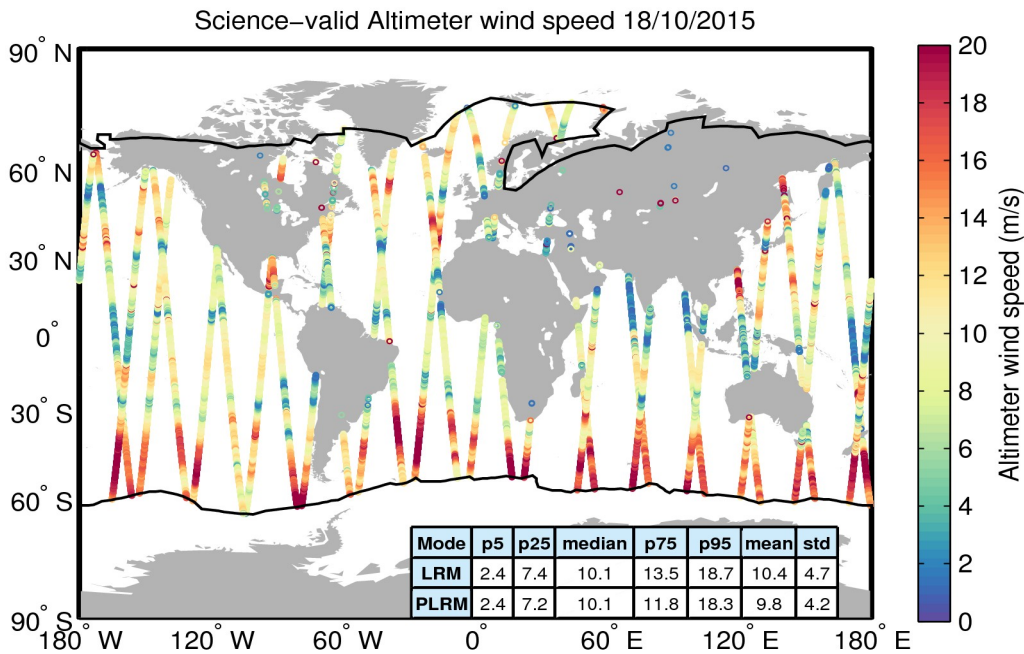 Science−valid Altimeter wind speed 18/10/2015
90° N
60° N
30° N
0°
30° S
60° S
90° S
180° W
120° W
60° W
0°
60° E
120° E
180° E
Mode p5 p25 median p75 p95 mean std
LRM 2.4 7.4 10.1 13.5 18.7 10.4 4.7
PLRM 2.4 7.2 10.1 11.8 18.3 9.8 4.2
20
18
16
14
12
10
8
6
4
2
0
Altimeter wind speed (m/s)